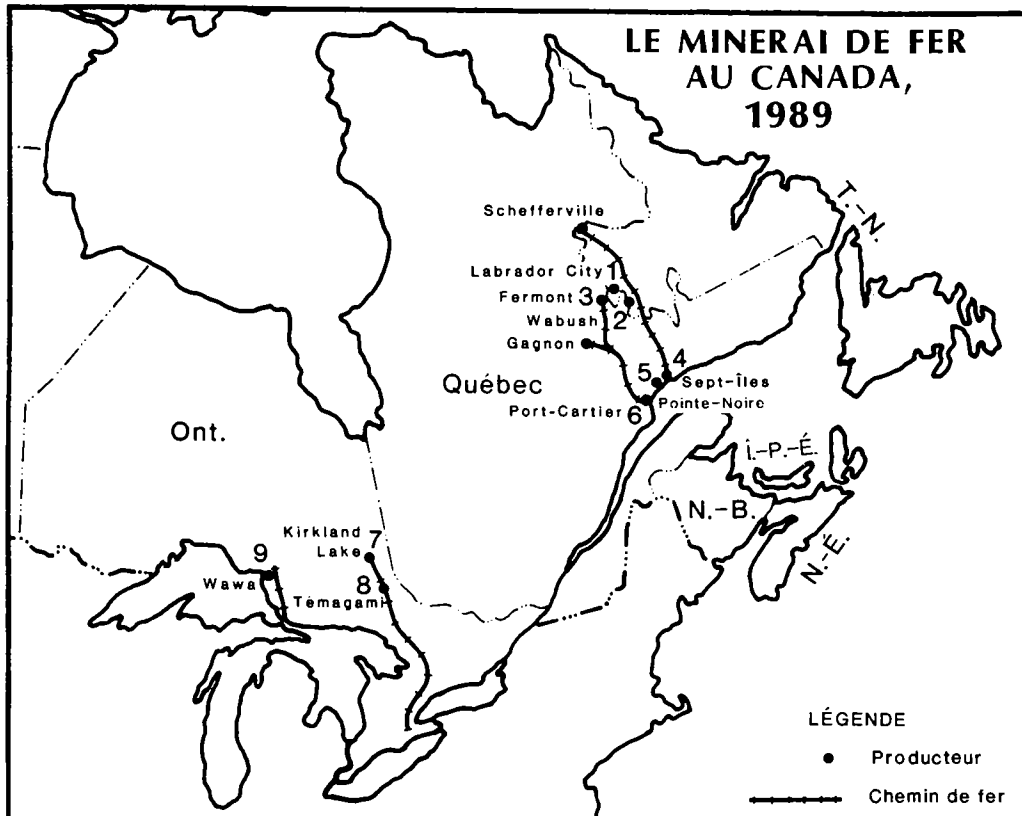 LE MINERAI DE FER
AU CANADA,
1989
T.-N.
Schefferville
Labrador City 1
Fermont 3
Wabush 2
Gagnon
4
5 Sept-Îles
Québec
Pointe-Noire
Port-Cartier 6
Ont.
Î.-P.-É.
N.-B.
N.-É.
Kirkland 7
Lake
9
Wawa
8
Témagami
LÉGENDE
Producteur
Chemin de fer